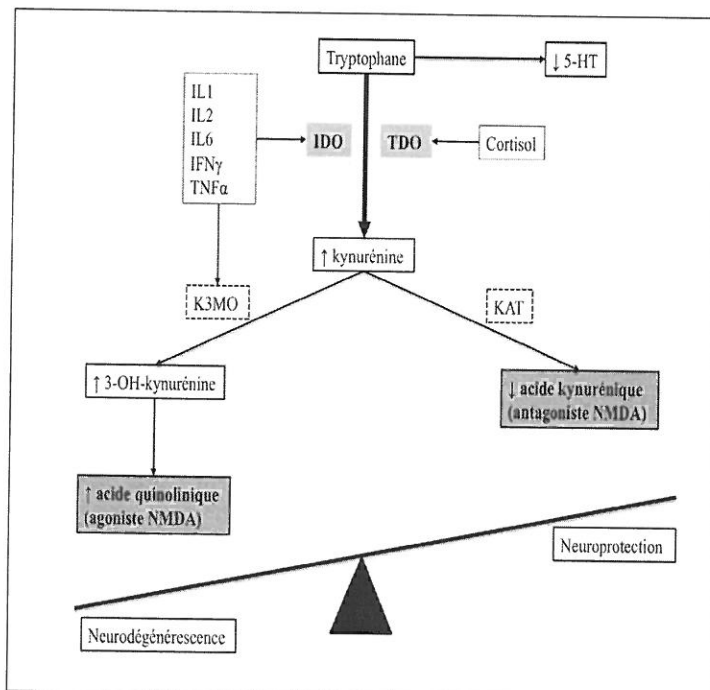 Tryptophane
↓ 5-HT
IL1
IL2
IL6
IFNγ
TNFα
IDO
TDO
Cortisol
↑ kynurénine
K3MO
KAT
↑ 3-OH-kynurénine
↓ acide kynurénique
(antagoniste NMDA)
↑ acide quinolinique
(agoniste NMDA)
Neuroprotection
Neurodégénérescence